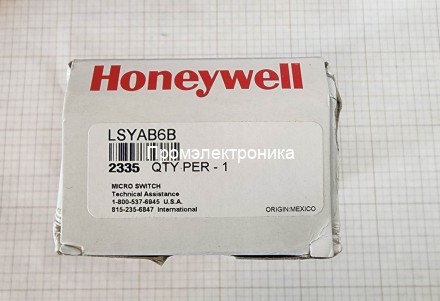 Honeywell
LSYAB6B
Промэлектроника
2335 QTY PER - 1
MICRO SWITCH
Technical Assistance
1-800-537-6945 U.S.A.
815-235-6847 International
ORIGIN:MEXICO